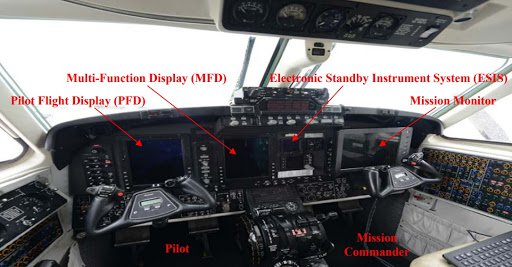 Multi-Function Display (MFD)
Electronic Standby Instrument System (ESIS)
Pilot Flight Display (PFD)
Mission Monitor
Pilot
Mission
Commander